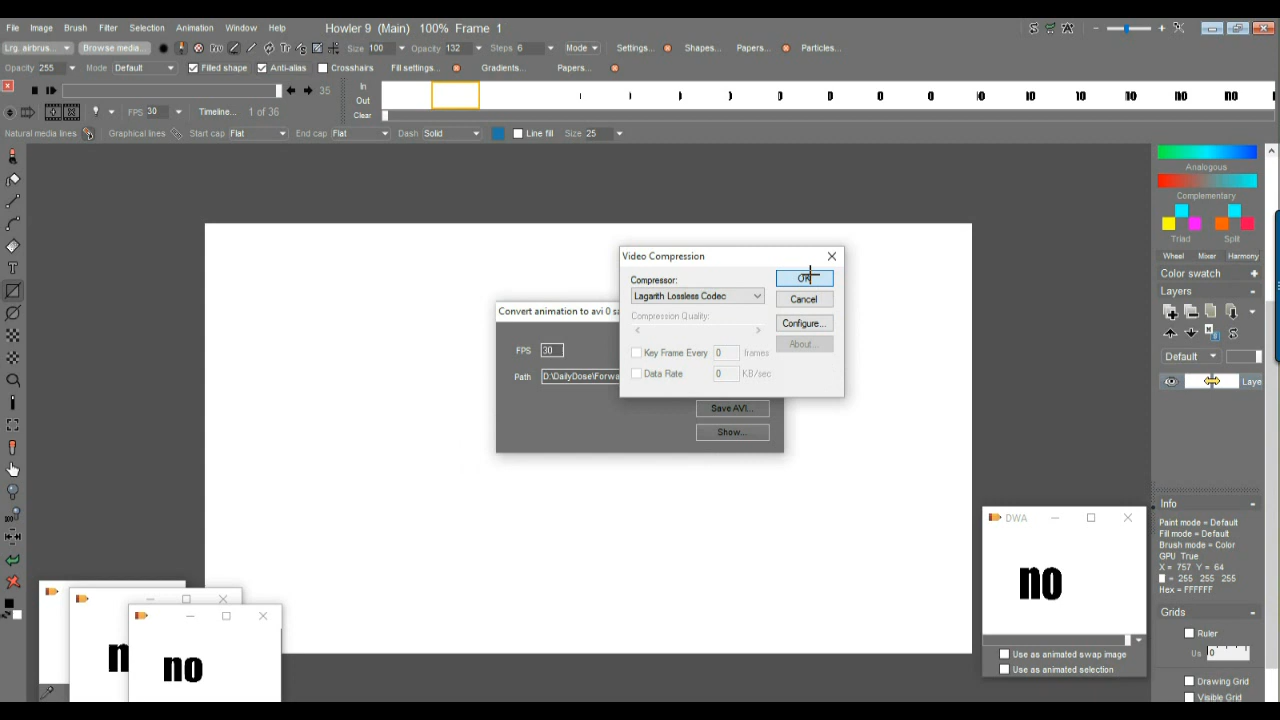 File Image Brush Filter Selection Animation Window Help Howler 9 (Main) 100% Frame 1
Lrg. airbrus... Browse media... Size 100 Opacity 132 Steps 6 Mode Settings... Shapes... Papers... Particles...
Opacity 255 Mode Default Filled shape Anti-alias Crosshairs Fill settings... Gradients... Papers...
35 In
Out
Clear
FPS 30 Timeline... 1 of 36
Natural media lines Graphical lines Start cap Flat End cap Flat Dash Solid Line fill Size 25
Analogous
Complementary
Triad Split
Wheel Mixer Harmony
Color swatch
Layers
Default
Laye
Video Compression
Compressor:
Lagarith Lossless Codec
OK
Cancel
Compression Quality:
Configure...
About...
Key Frame Every 0 frames
Data Rate 0 KB/sec
Convert animation to avi 0 sa
FPS 30
Path D:\DailyDose\Forwa
Save AVI...
Show...
Info
Paint mode = Default
Fill mode = Default
Brush mode = Color
GPU True
X = 757 Y = 64
= 255 255 255
Hex = FFFFFF
Grids
Ruler
Us 0
Drawing Grid
Visible Grid
DWA
no
Use as animated swap image
Use as animated selection
n
no